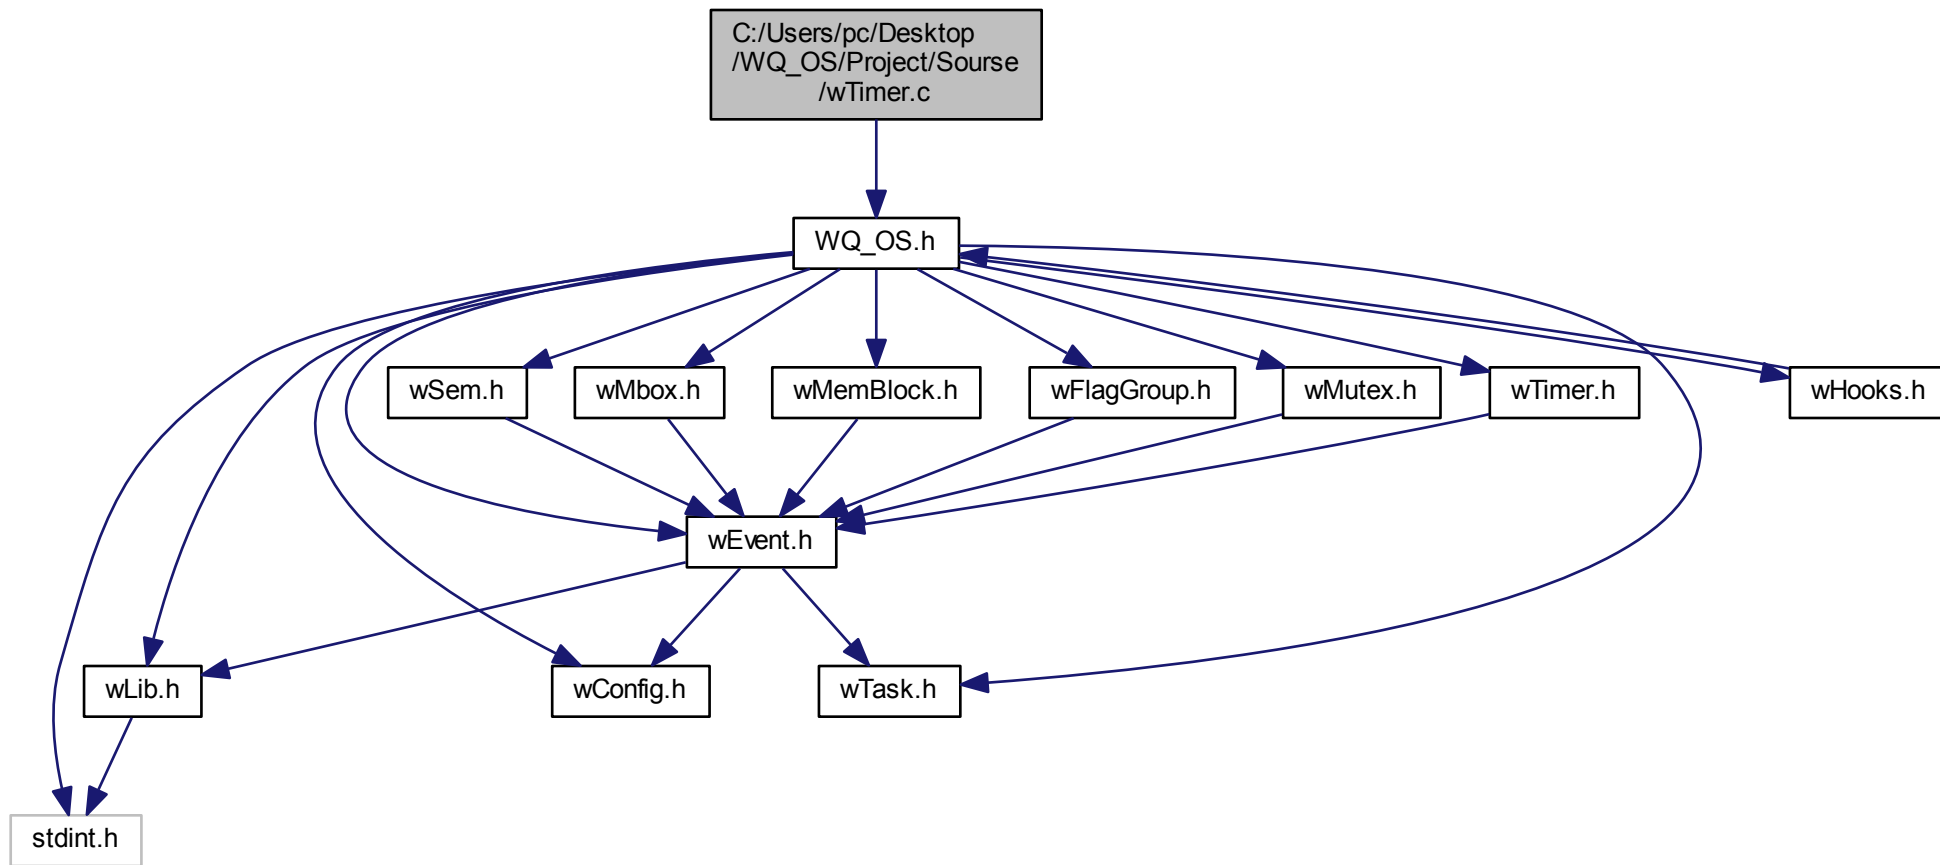 C:/Users/pc/Desktop
/WQ_OS/Project/Sourse
/wTimer.c
WQ_OS.h
wSem.h
wMbox.h
wMemBlock.h
wFlagGroup.h
wMutex.h
wTimer.h
wHooks.h
wEvent.h
wLib.h
wConfig.h
wTask.h
stdint.h